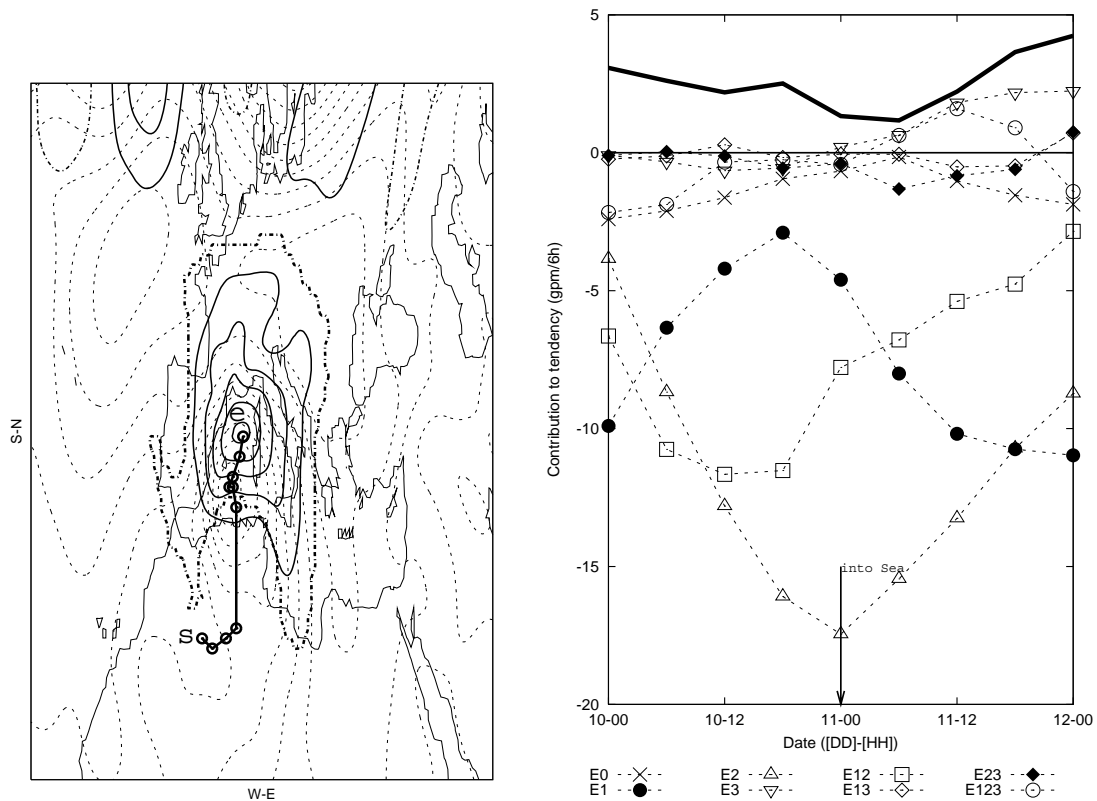 S-N
W-E
e
S
Contribution to tendency (gpm/6h)
5
0
-5
-10
-15
-20
into Sea
10-00
10-12
11-00
11-12
12-00
Date ([DD]-[HH])
E0
E2
E12
E23
E1
E3
E13
E123